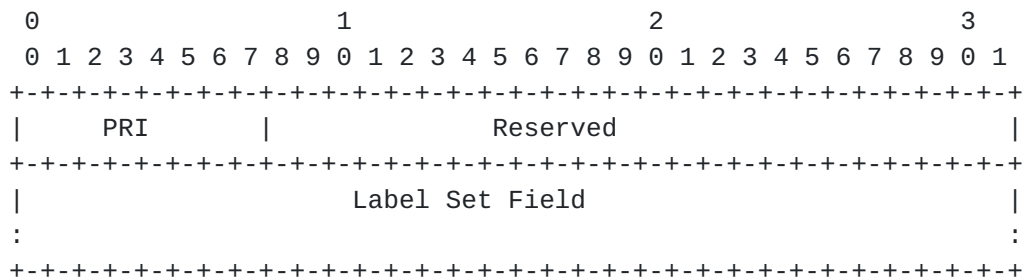 0                   1                   2                   3
 0 1 2 3 4 5 6 7 8 9 0 1 2 3 4 5 6 7 8 9 0 1 2 3 4 5 6 7 8 9 0 1
+-+-+-+-+-+-+-+-+-+-+-+-+-+-+-+-+-+-+-+-+-+-+-+-+-+-+-+-+-+-+-+-+
|     PRI       |              Reserved                         |
+-+-+-+-+-+-+-+-+-+-+-+-+-+-+-+-+-+-+-+-+-+-+-+-+-+-+-+-+-+-+-+-+
|                     Label Set Field                           |
:                                                               :
+-+-+-+-+-+-+-+-+-+-+-+-+-+-+-+-+-+-+-+-+-+-+-+-+-+-+-+-+-+-+-+-+